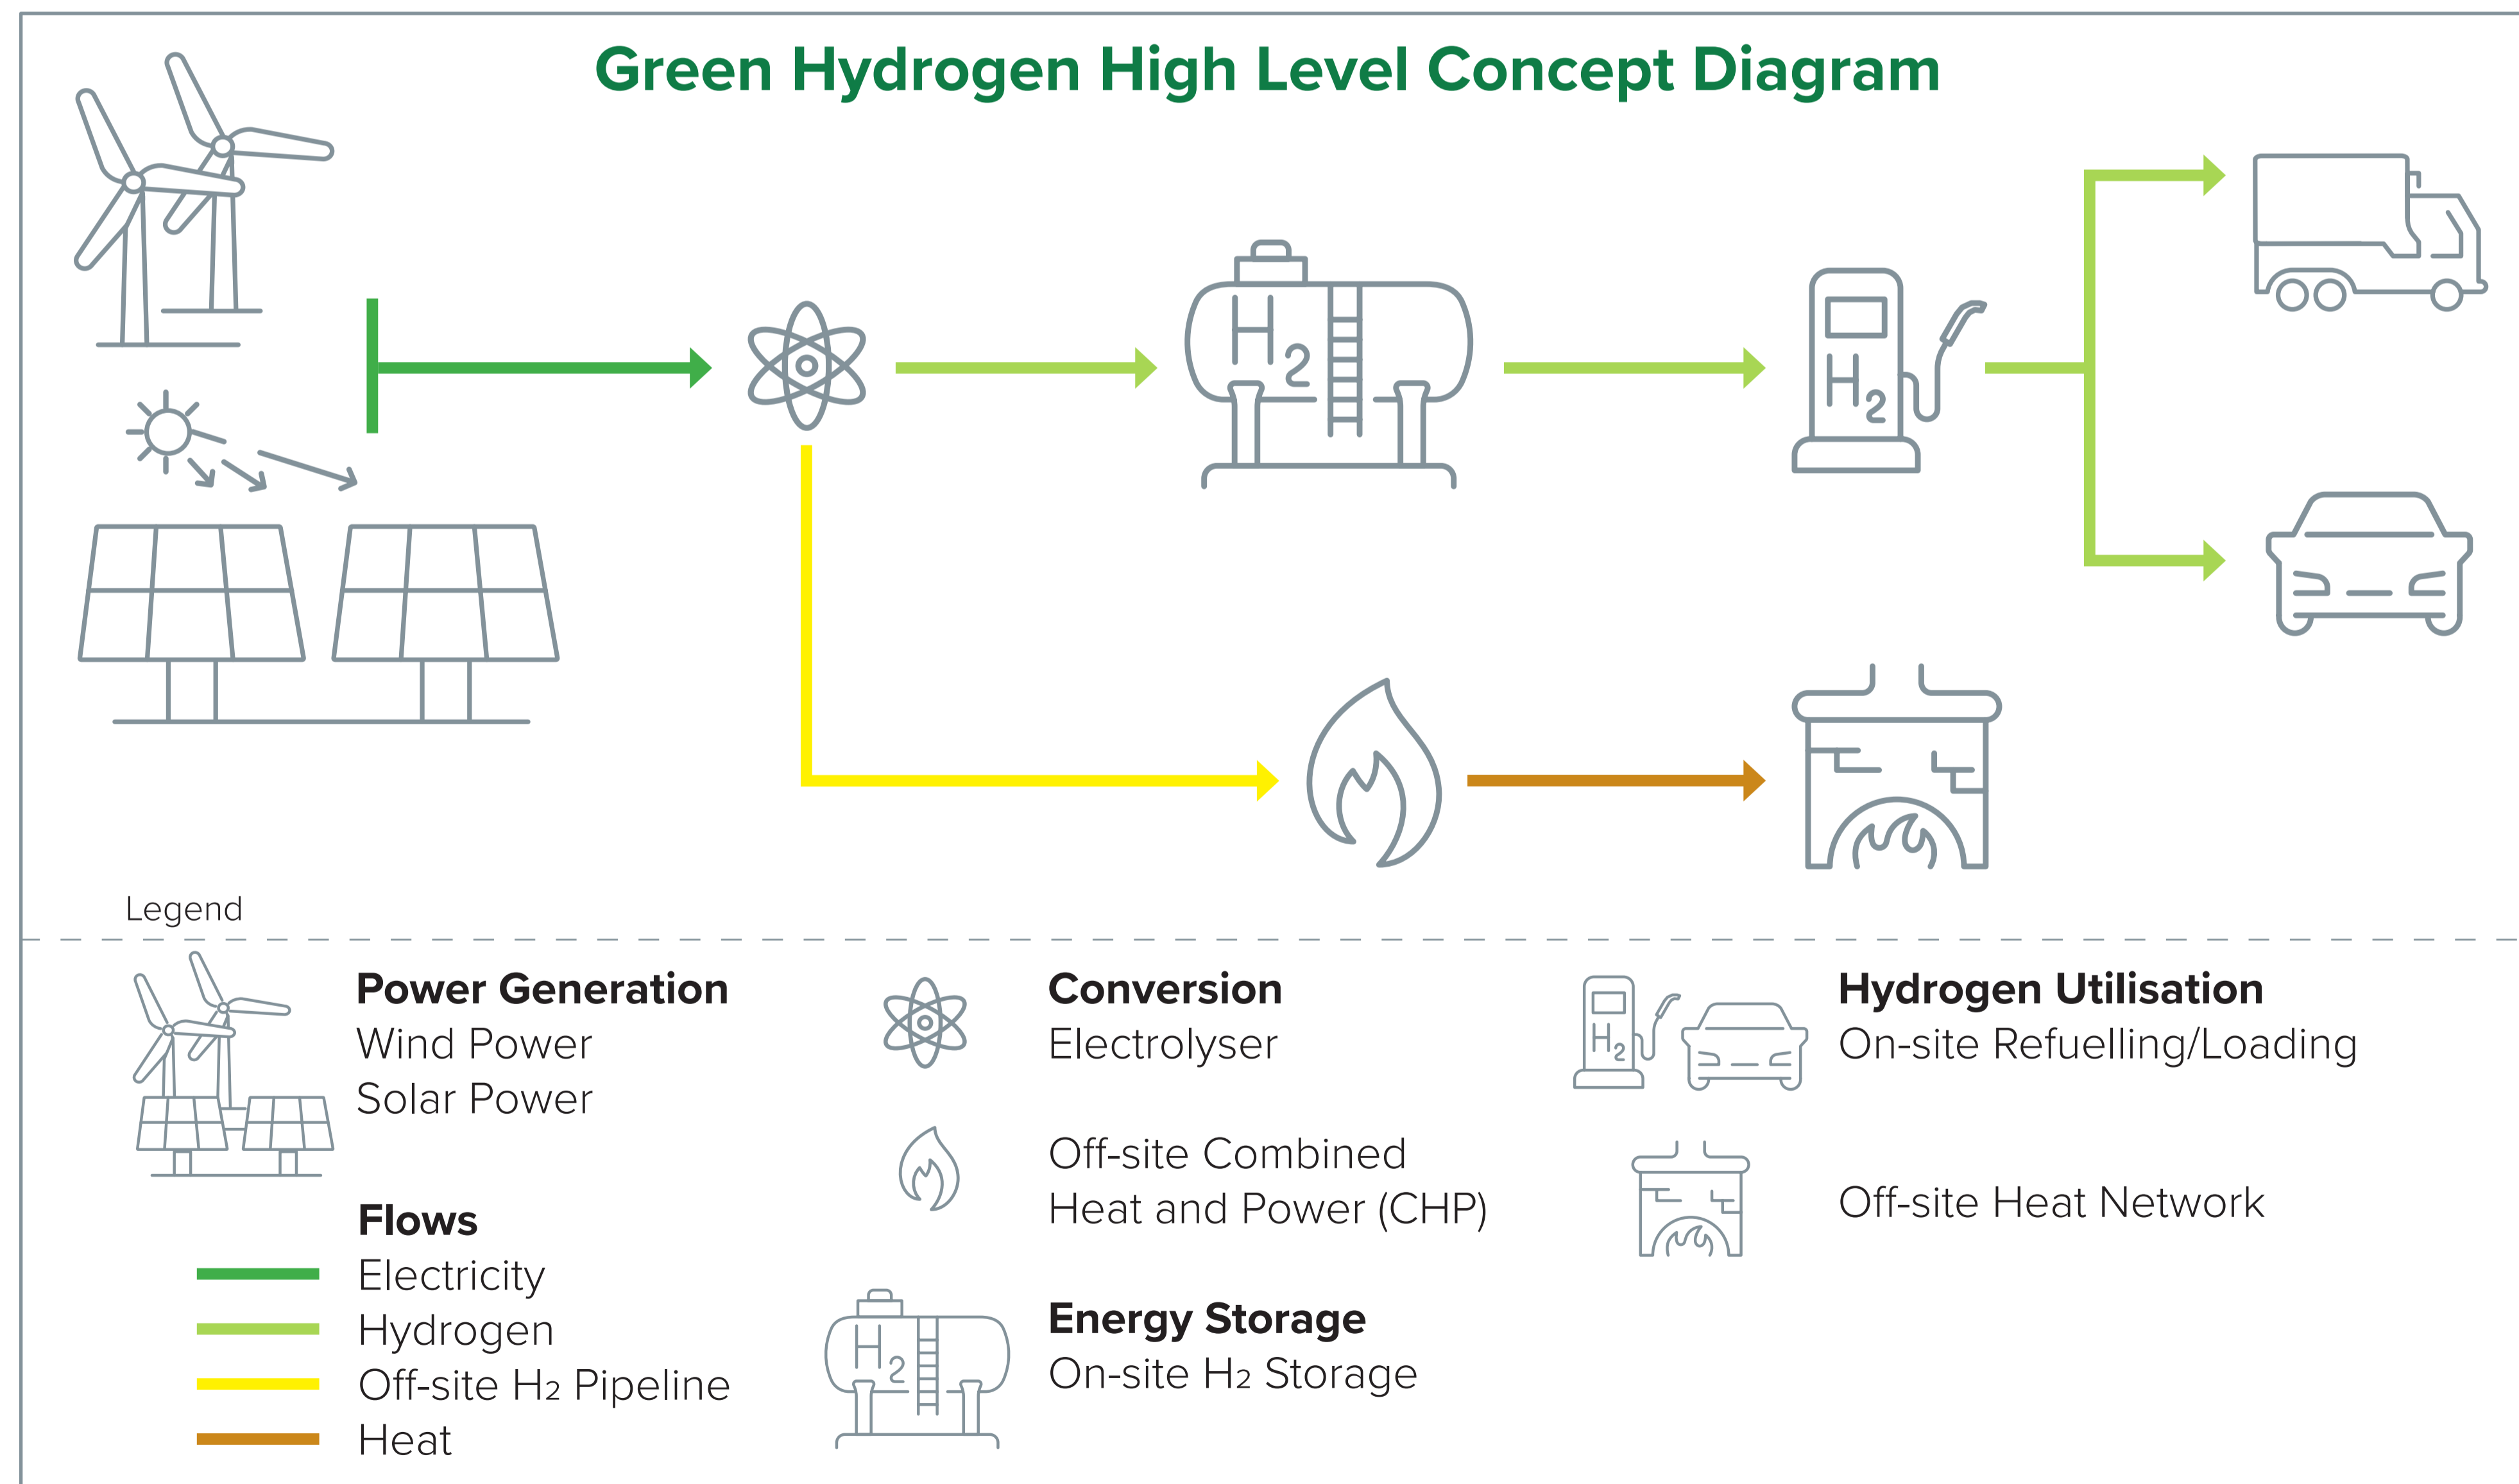 Green Hydrogen High Level Concept Diagram
H2
H2
Legend
Power Generation
Wind Power
Solar Power
Flows
Electricity
Hydrogen
Off-site H2 Pipeline
Heat
Conversion
Electrolyser
Off-site Combined
Heat and Power (CHP)
H2
Energy Storage
On-site H2 Storage
H2
Hydrogen Utilisation
On-site Refuelling/Loading
Off-site Heat Network